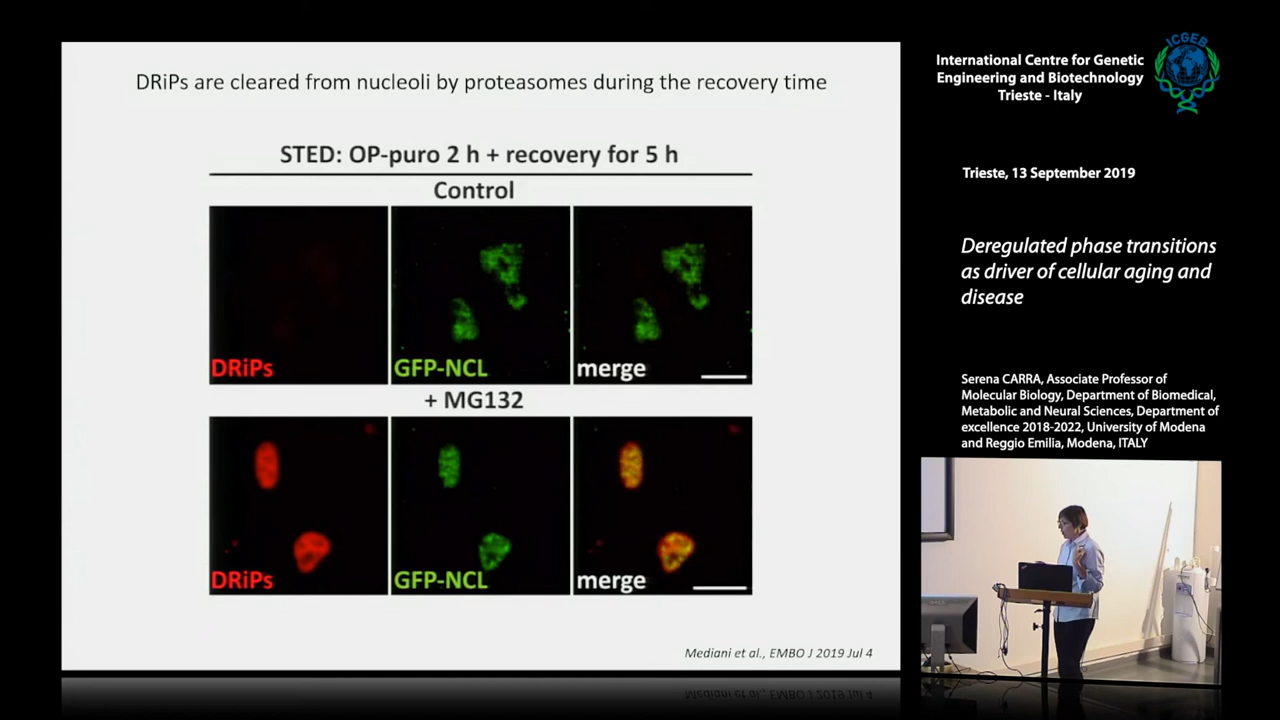 DRiPs are cleared from nucleoli by proteasomes during the recovery time
STED: OP-puro 2 h + recovery for 5 h
Control
DRiPs
GFP-NCL
merge
+ MG132
DRiPs
GFP-NCL
merge
Mediani et al., EMBO J 2019 Jul 4
International Centre for Genetic
Engineering and Biotechnology
Trieste - Italy
ICGEB
Trieste, 13 September 2019
Deregulated phase transitions
as driver of cellular aging and
disease
Serena CARRA, Associate Professor of
Molecular Biology, Department of Biomedical,
Metabolic and Neural Sciences, Department of
excellence 2018-2022, University of Modena
and Reggio Emilia, Modena, ITALY